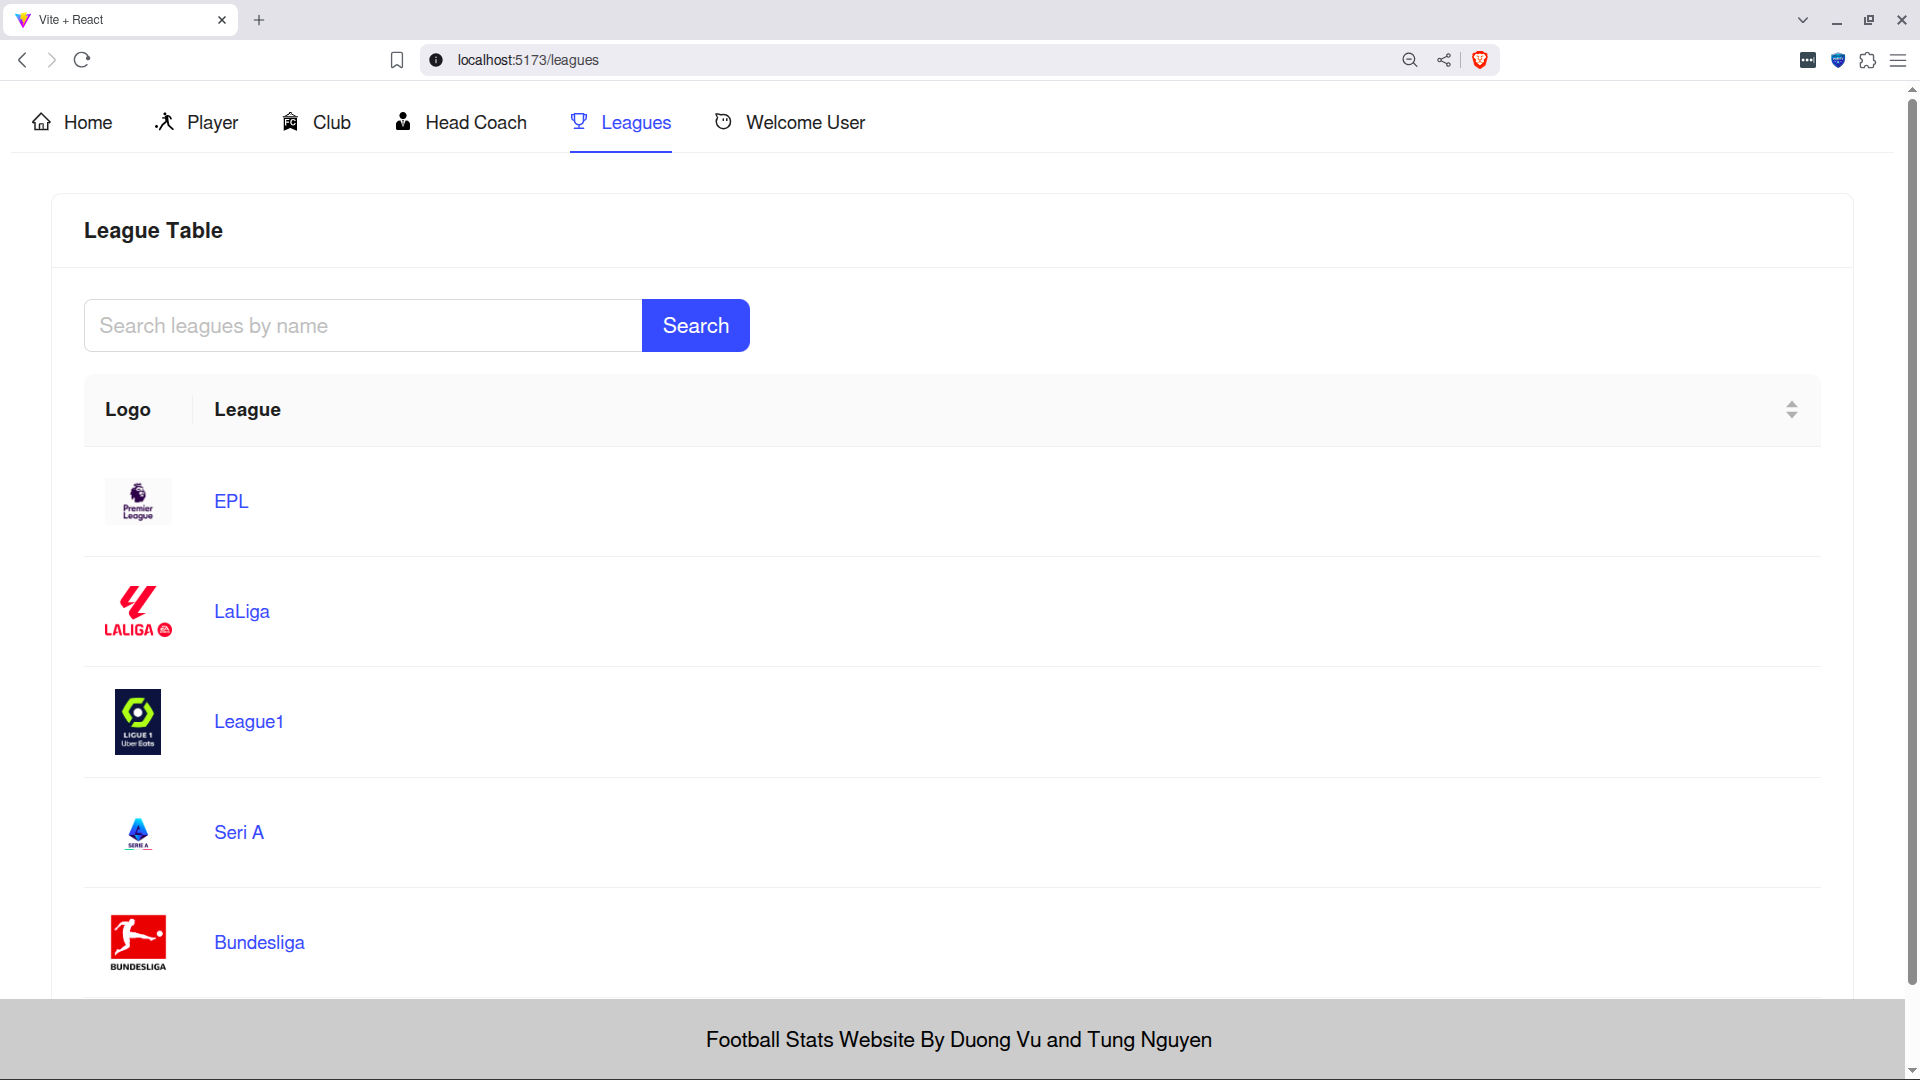 Vite + React
localhost:5173/leagues
Home Player Club Head Coach Leagues Welcome User
League Table
Search leagues by name Search
Logo League
Premier
League
EPL
LALIGA
LaLiga
LIGUE 1
Uber Eats
League1
SERIE A
Seri A
BUNDESLIGA
Bundesliga
Football Stats Website By Duong Vu and Tung Nguyen